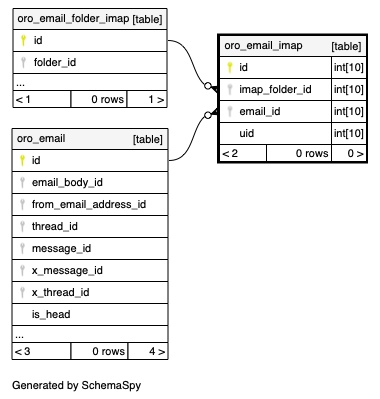 oro_email_folder_imap [table]
id
folder_id
...
< 1 0 rows 1 >
oro_email_imap [table]
id int[10]
imap_folder_id int[10]
email_id int[10]
uid int[10]
< 2 0 rows 0 >
oro_email [table]
id
email_body_id
from_email_address_id
thread_id
message_id
x_message_id
x_thread_id
is_head
...
< 3 0 rows 4 >
Generated by SchemaSpy